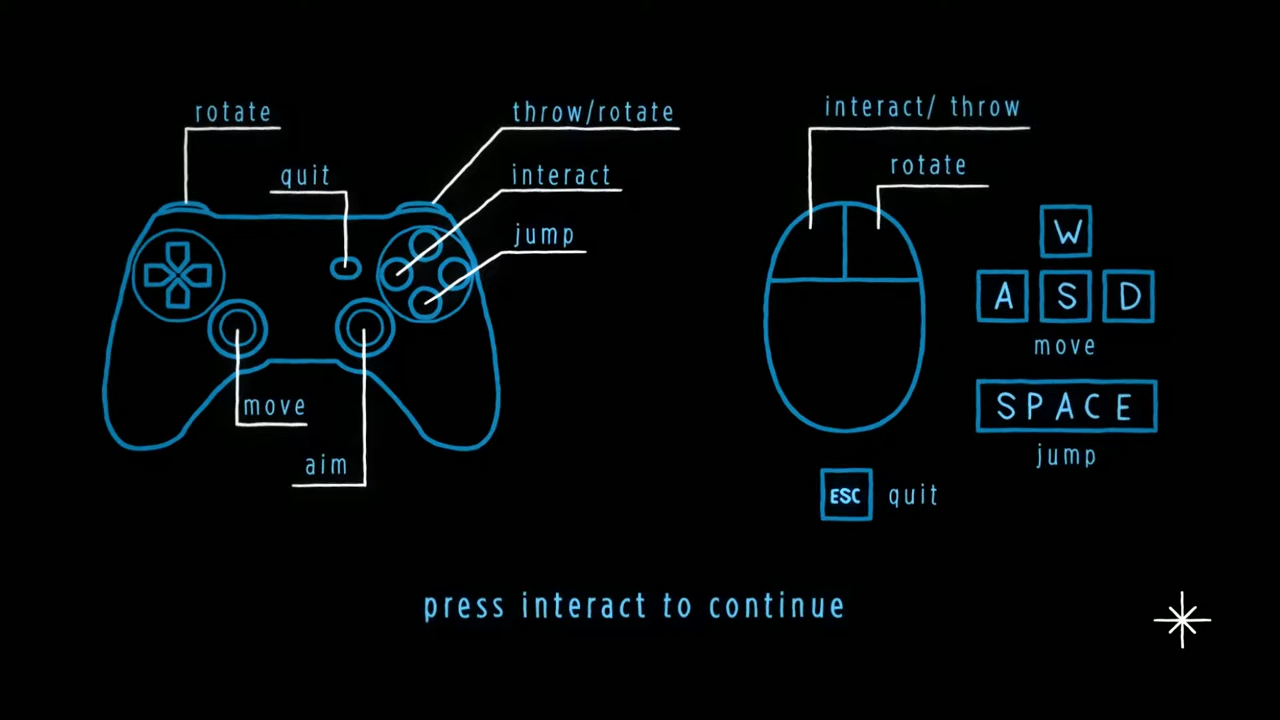 rotate
throw/rotate
quit
interact
jump
move
aim
interact/ throw
rotate
W
A S D
move
SPACE
jump
ESC quit
press interact to continue